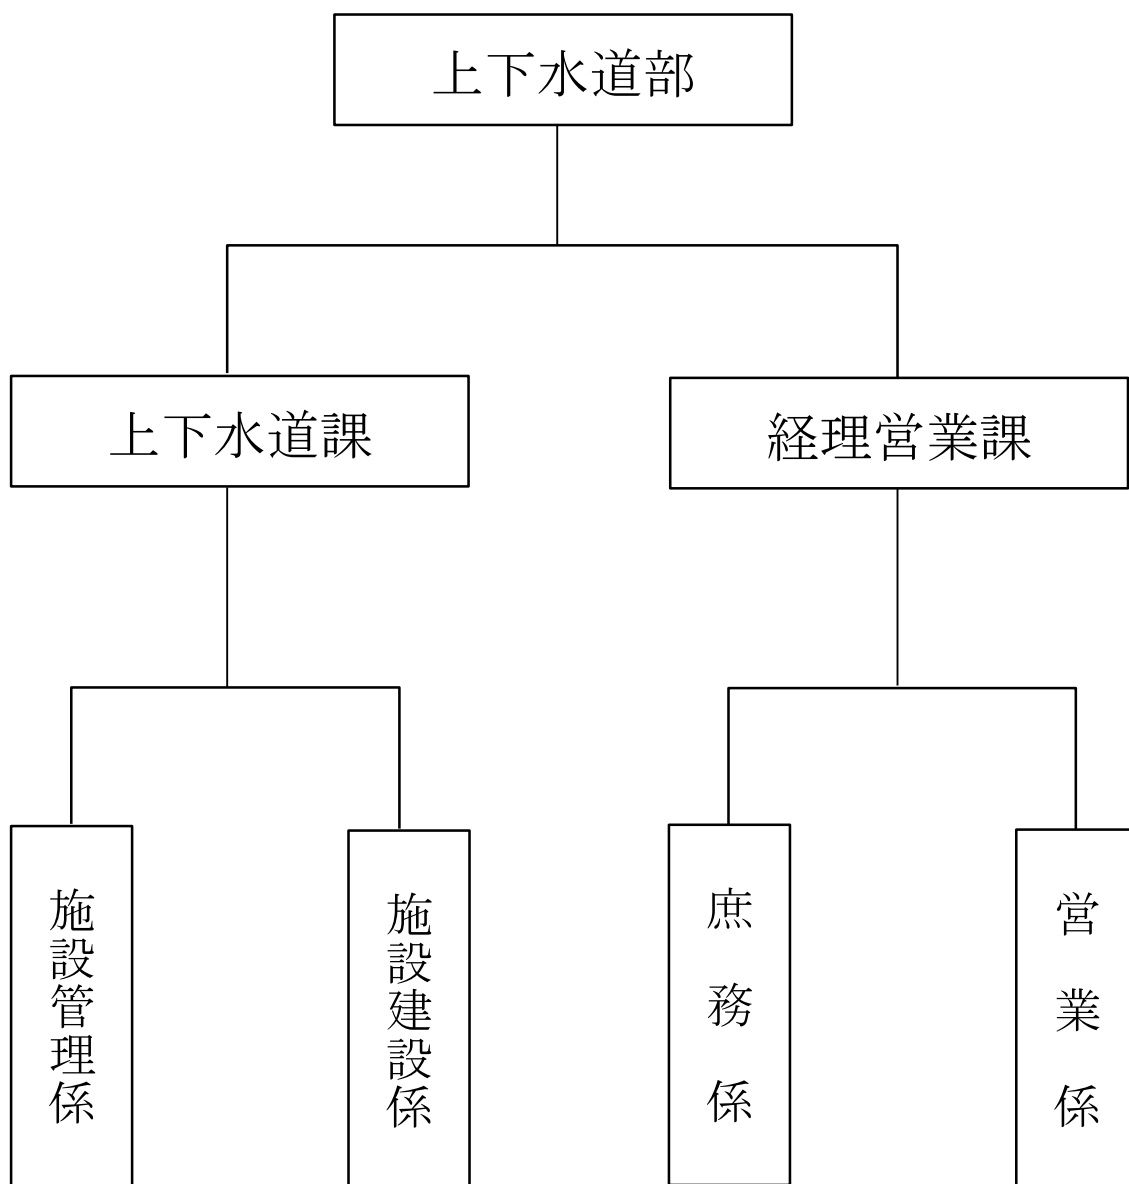 上下水道部
上下水道課
経理営業課
施設管理係
施設建設係
庶務係
営業係